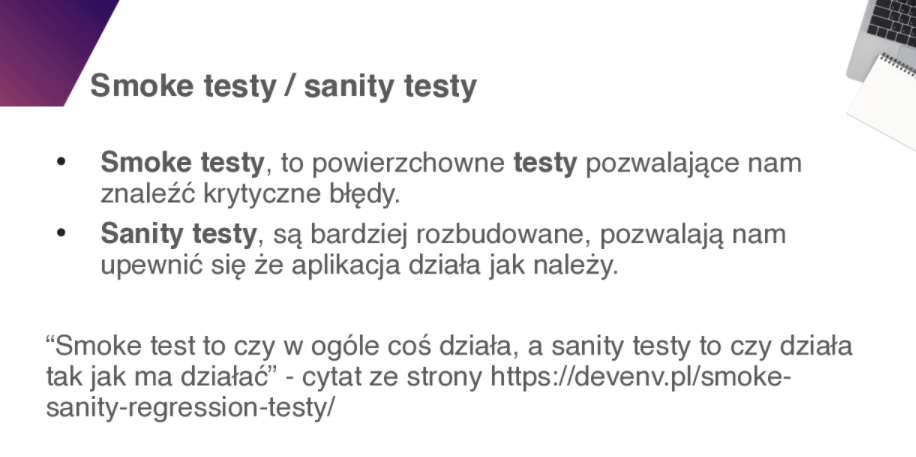 Smoke testy / sanity testy
• Smoke testy, to powierzchowne testy pozwalające nam
znaleźć krytyczne błędy.
• Sanity testy, są bardziej rozbudowane, pozwalają nam
upewnić się że aplikacja działa jak należy.
“Smoke test to czy w ogóle coś działa, a sanity testy to czy działa
tak jak ma działać” - cytat ze strony https://devenv.pl/smoke-
sanity-regression-testy/